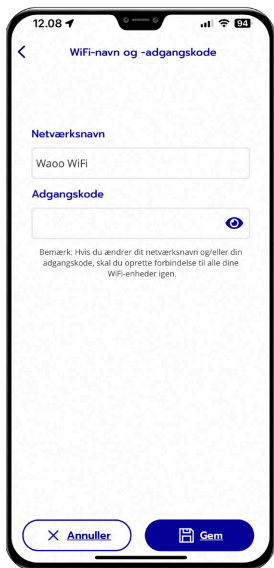 12.08
94
WiFi-navn og -adgangskode
Netværksnavn
Waoo WiFi
Adgangskode
Bemærk: Hvis du ændrer dit netværksnavn og/eller din
adgangskode, skal du oprette forbindelse til alle dine
WiFi-enheder igen.
Annuller
Gem